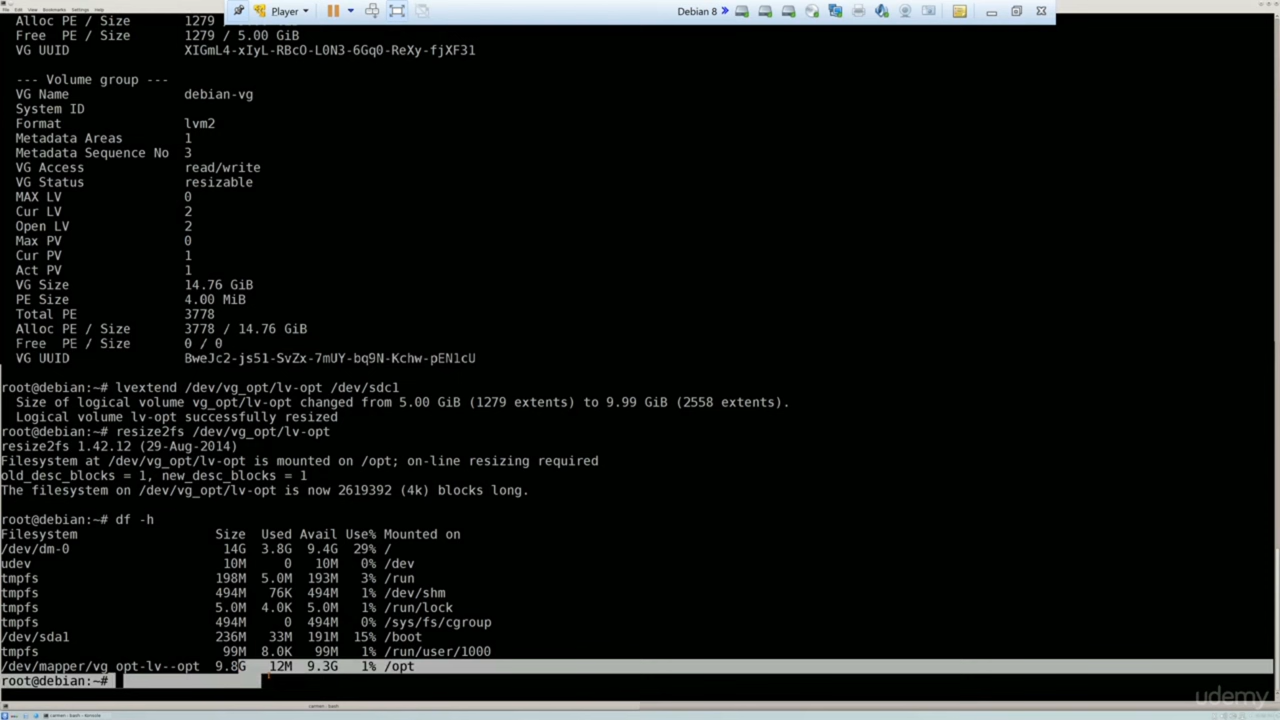 File Edit View Bookmarks Settings Help
Player
Debian 8
Alloc PE / Size 1279
Free PE / Size 1279 / 5.00 GiB
VG UUID XIGmL4-xIyL-RBcO-L0N3-6Gq0-ReXy-fjXF31
--- Volume group ---
VG Name debian-vg
System ID
Format lvm2
Metadata Areas 1
Metadata Sequence No 3
VG Access read/write
VG Status resizable
MAX LV 0
Cur LV 2
Open LV 2
Max PV 0
Cur PV 1
Act PV 1
VG Size 14.76 GiB
PE Size 4.00 MiB
Total PE 3778
Alloc PE / Size 3778 / 14.76 GiB
Free PE / Size 0 / 0
VG UUID BweJc2-js51-SvZx-7mUY-bq9N-Kchw-pEN1cU
root@debian:~# lvextend /dev/vg_opt/lv-opt /dev/sdc1
Size of logical volume vg_opt/lv-opt changed from 5.00 GiB (1279 extents) to 9.99 GiB (2558 extents).
Logical volume lv-opt successfully resized
root@debian:~# resize2fs /dev/vg_opt/lv-opt
resize2fs 1.42.12 (29-Aug-2014)
Filesystem at /dev/vg_opt/lv-opt is mounted on /opt; on-line resizing required
old_desc_blocks = 1, new_desc_blocks = 1
The filesystem on /dev/vg_opt/lv-opt is now 2619392 (4k) blocks long.
root@debian:~# df -h
Filesystem Size Used Avail Use% Mounted on
/dev/dm-0 14G 3.8G 9.4G 29% /
udev 10M 0 10M 0% /dev
tmpfs 198M 5.0M 193M 3% /run
tmpfs 494M 76K 494M 1% /dev/shm
tmpfs 5.0M 4.0K 5.0M 1% /run/lock
tmpfs 494M 0 494M 0% /sys/fs/cgroup
/dev/sda1 236M 33M 191M 15% /boot
tmpfs 99M 8.0K 99M 1% /run/user/1000
/dev/mapper/vg_opt-lv--opt 9.8G 12M 9.3G 1% /opt
root@debian:~#
carmen : bash
udemy
carmen : bash - Konsole